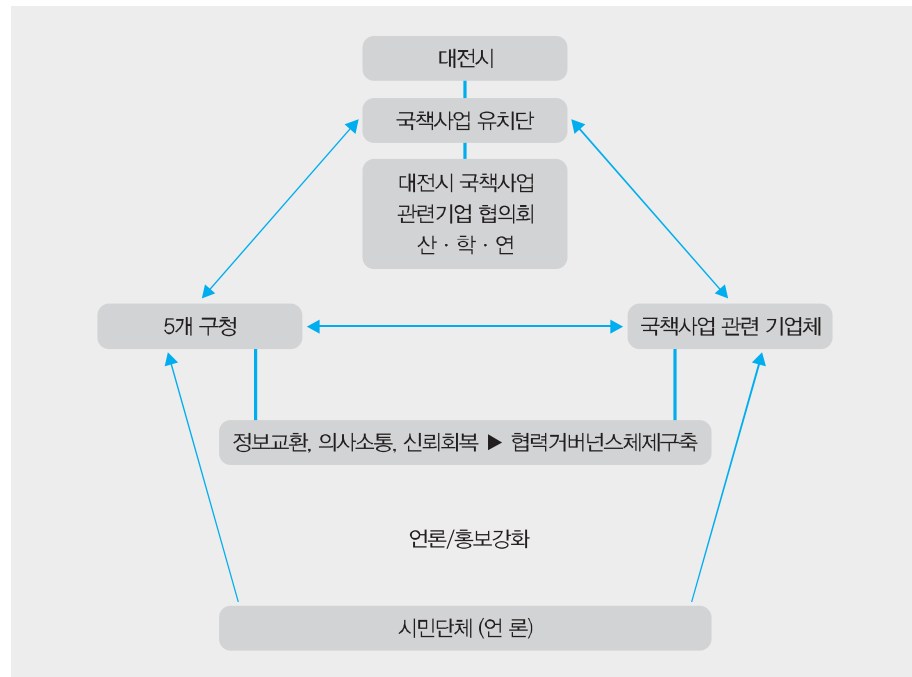 대전시
국책사업 유치단
대전시 국책사업
관련기업 협의회
산 · 학 · 연
5개 구청
국책사업 관련 기업체
정보교환, 의사소통, 신뢰회복 ▶ 협력거버넌스체제구축
언론/홍보강화
시민단체 (언 론)